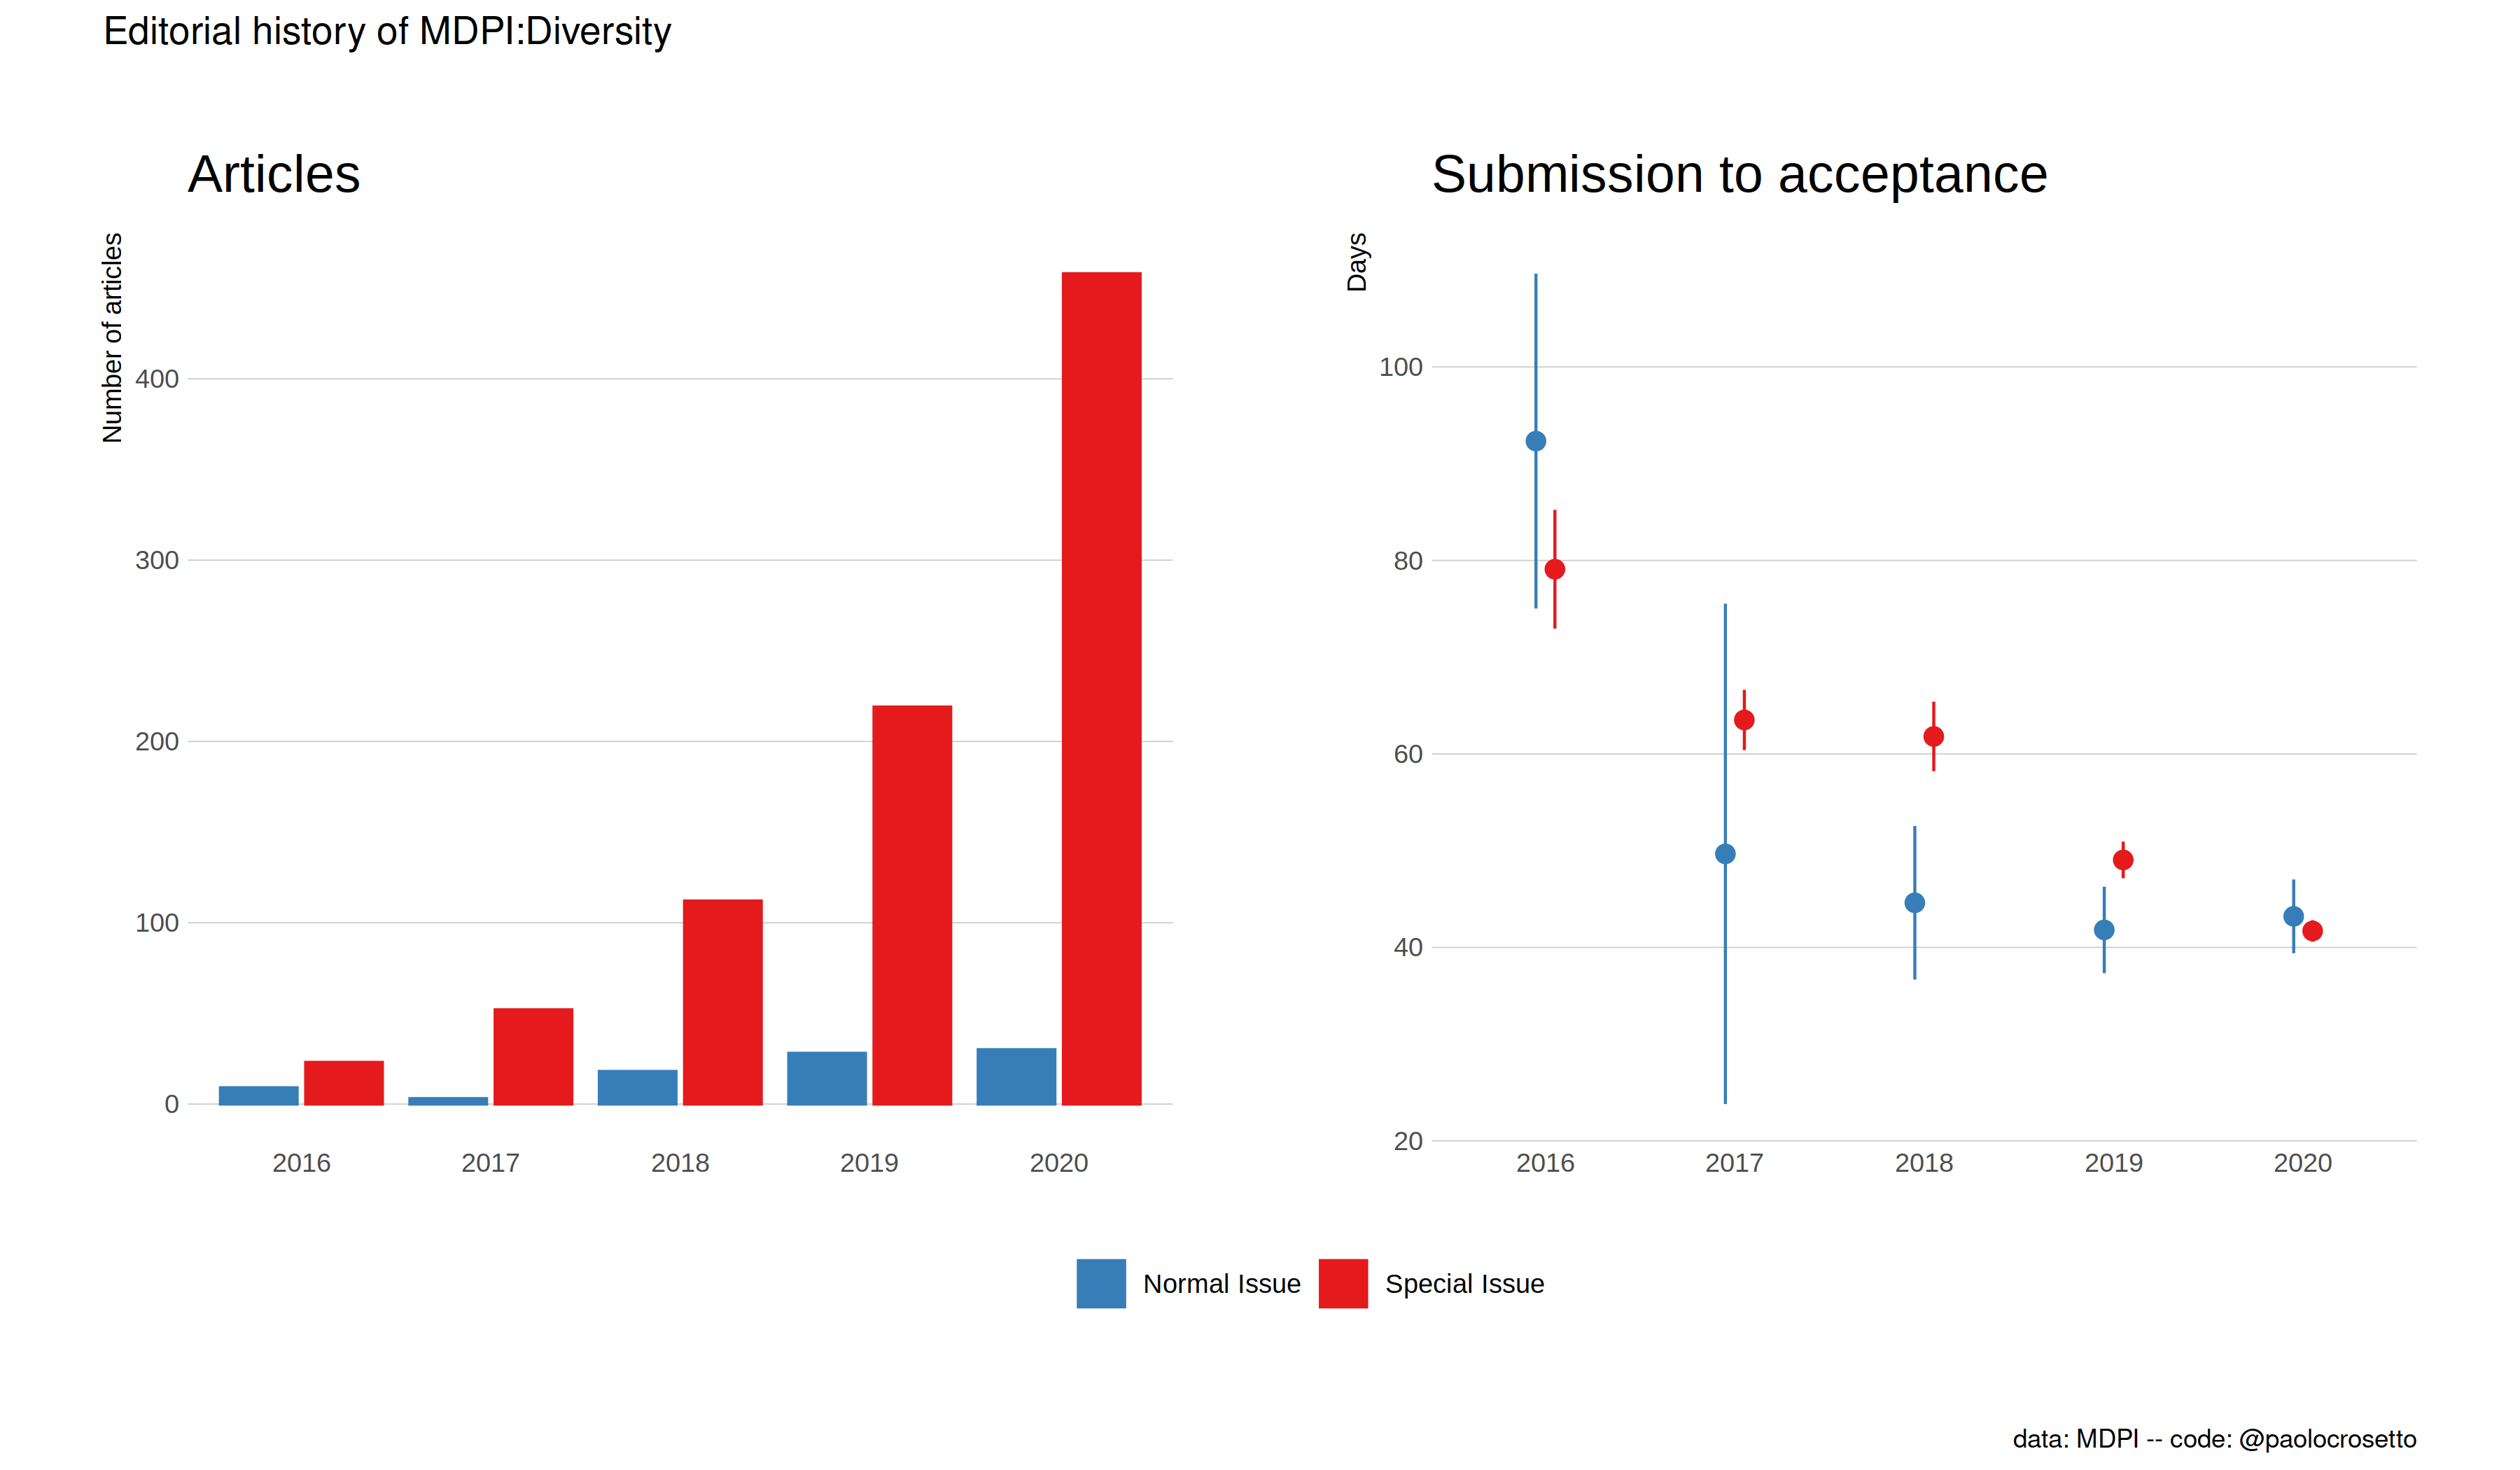 Editorial history of MDPI:Diversity
Articles
Number of articles
400
300
200
100
0
2016 2017 2018 2019 2020
Submission to acceptance
Days
100
80
60
40
20
2016 2017 2018 2019 2020
Normal Issue Special Issue
data: MDPI -- code: @paolocrosetto